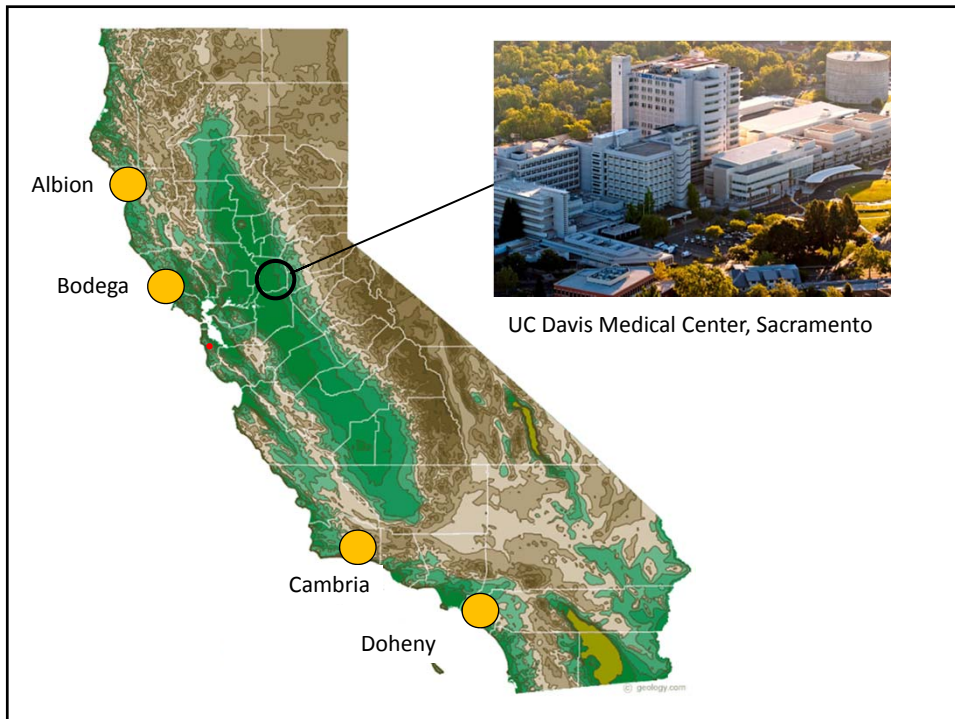 Albion
Bodega
UC Davis Medical Center, Sacramento
Cambria
Doheny
© geology.com